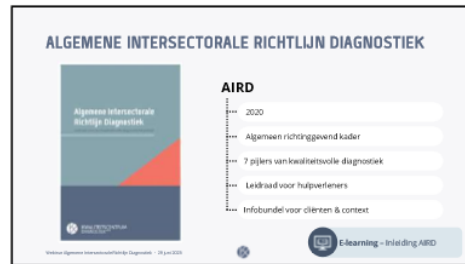 ALGEMENE INTERSECTORALE RICHTLIJN DIAGNOSTIEK
Algemene Intersectorale
Richtlijn Diagnostiek
AIRD
2020
Algemeen richtinggevend kader
7 pijlers van kwaliteitsvolle diagnostiek
Leidraad voor hulpverleners
Infobundel voor cliënten & context
E-learning – Inleiding AIRD